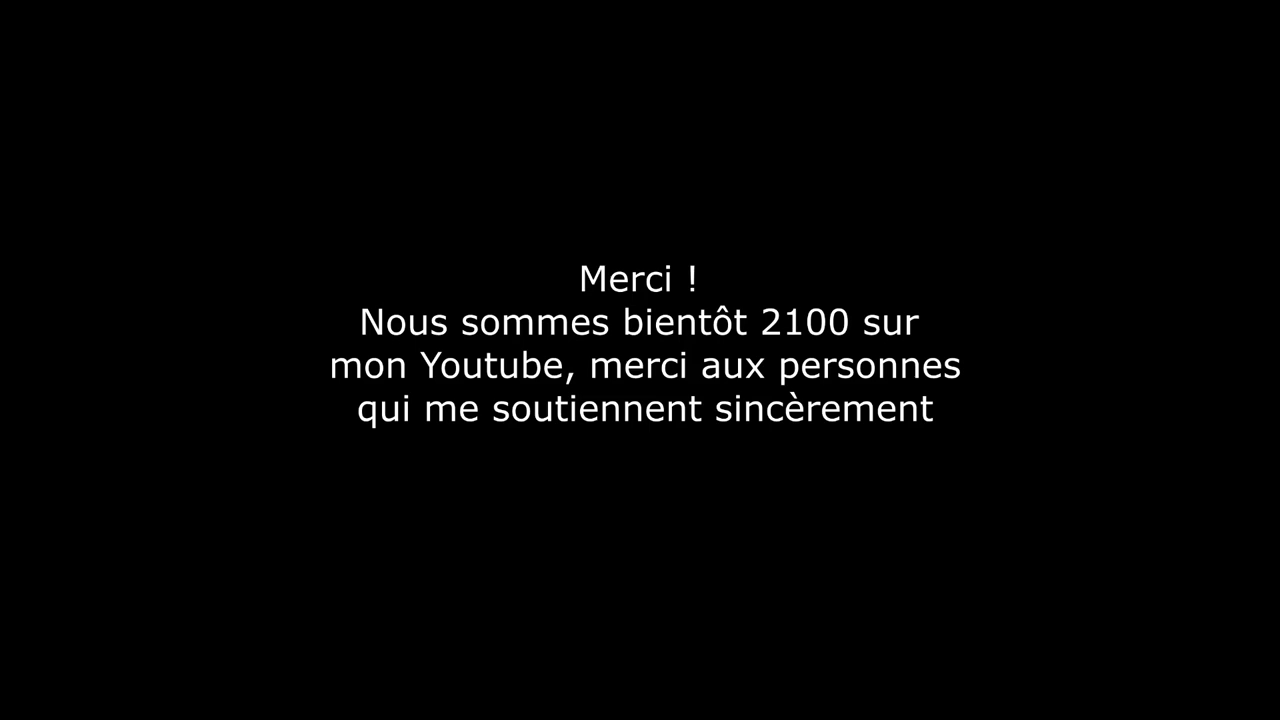 Merci !
Nous sommes bientôt 2100 sur
mon Youtube, merci aux personnes
qui me soutiennent sincèrement